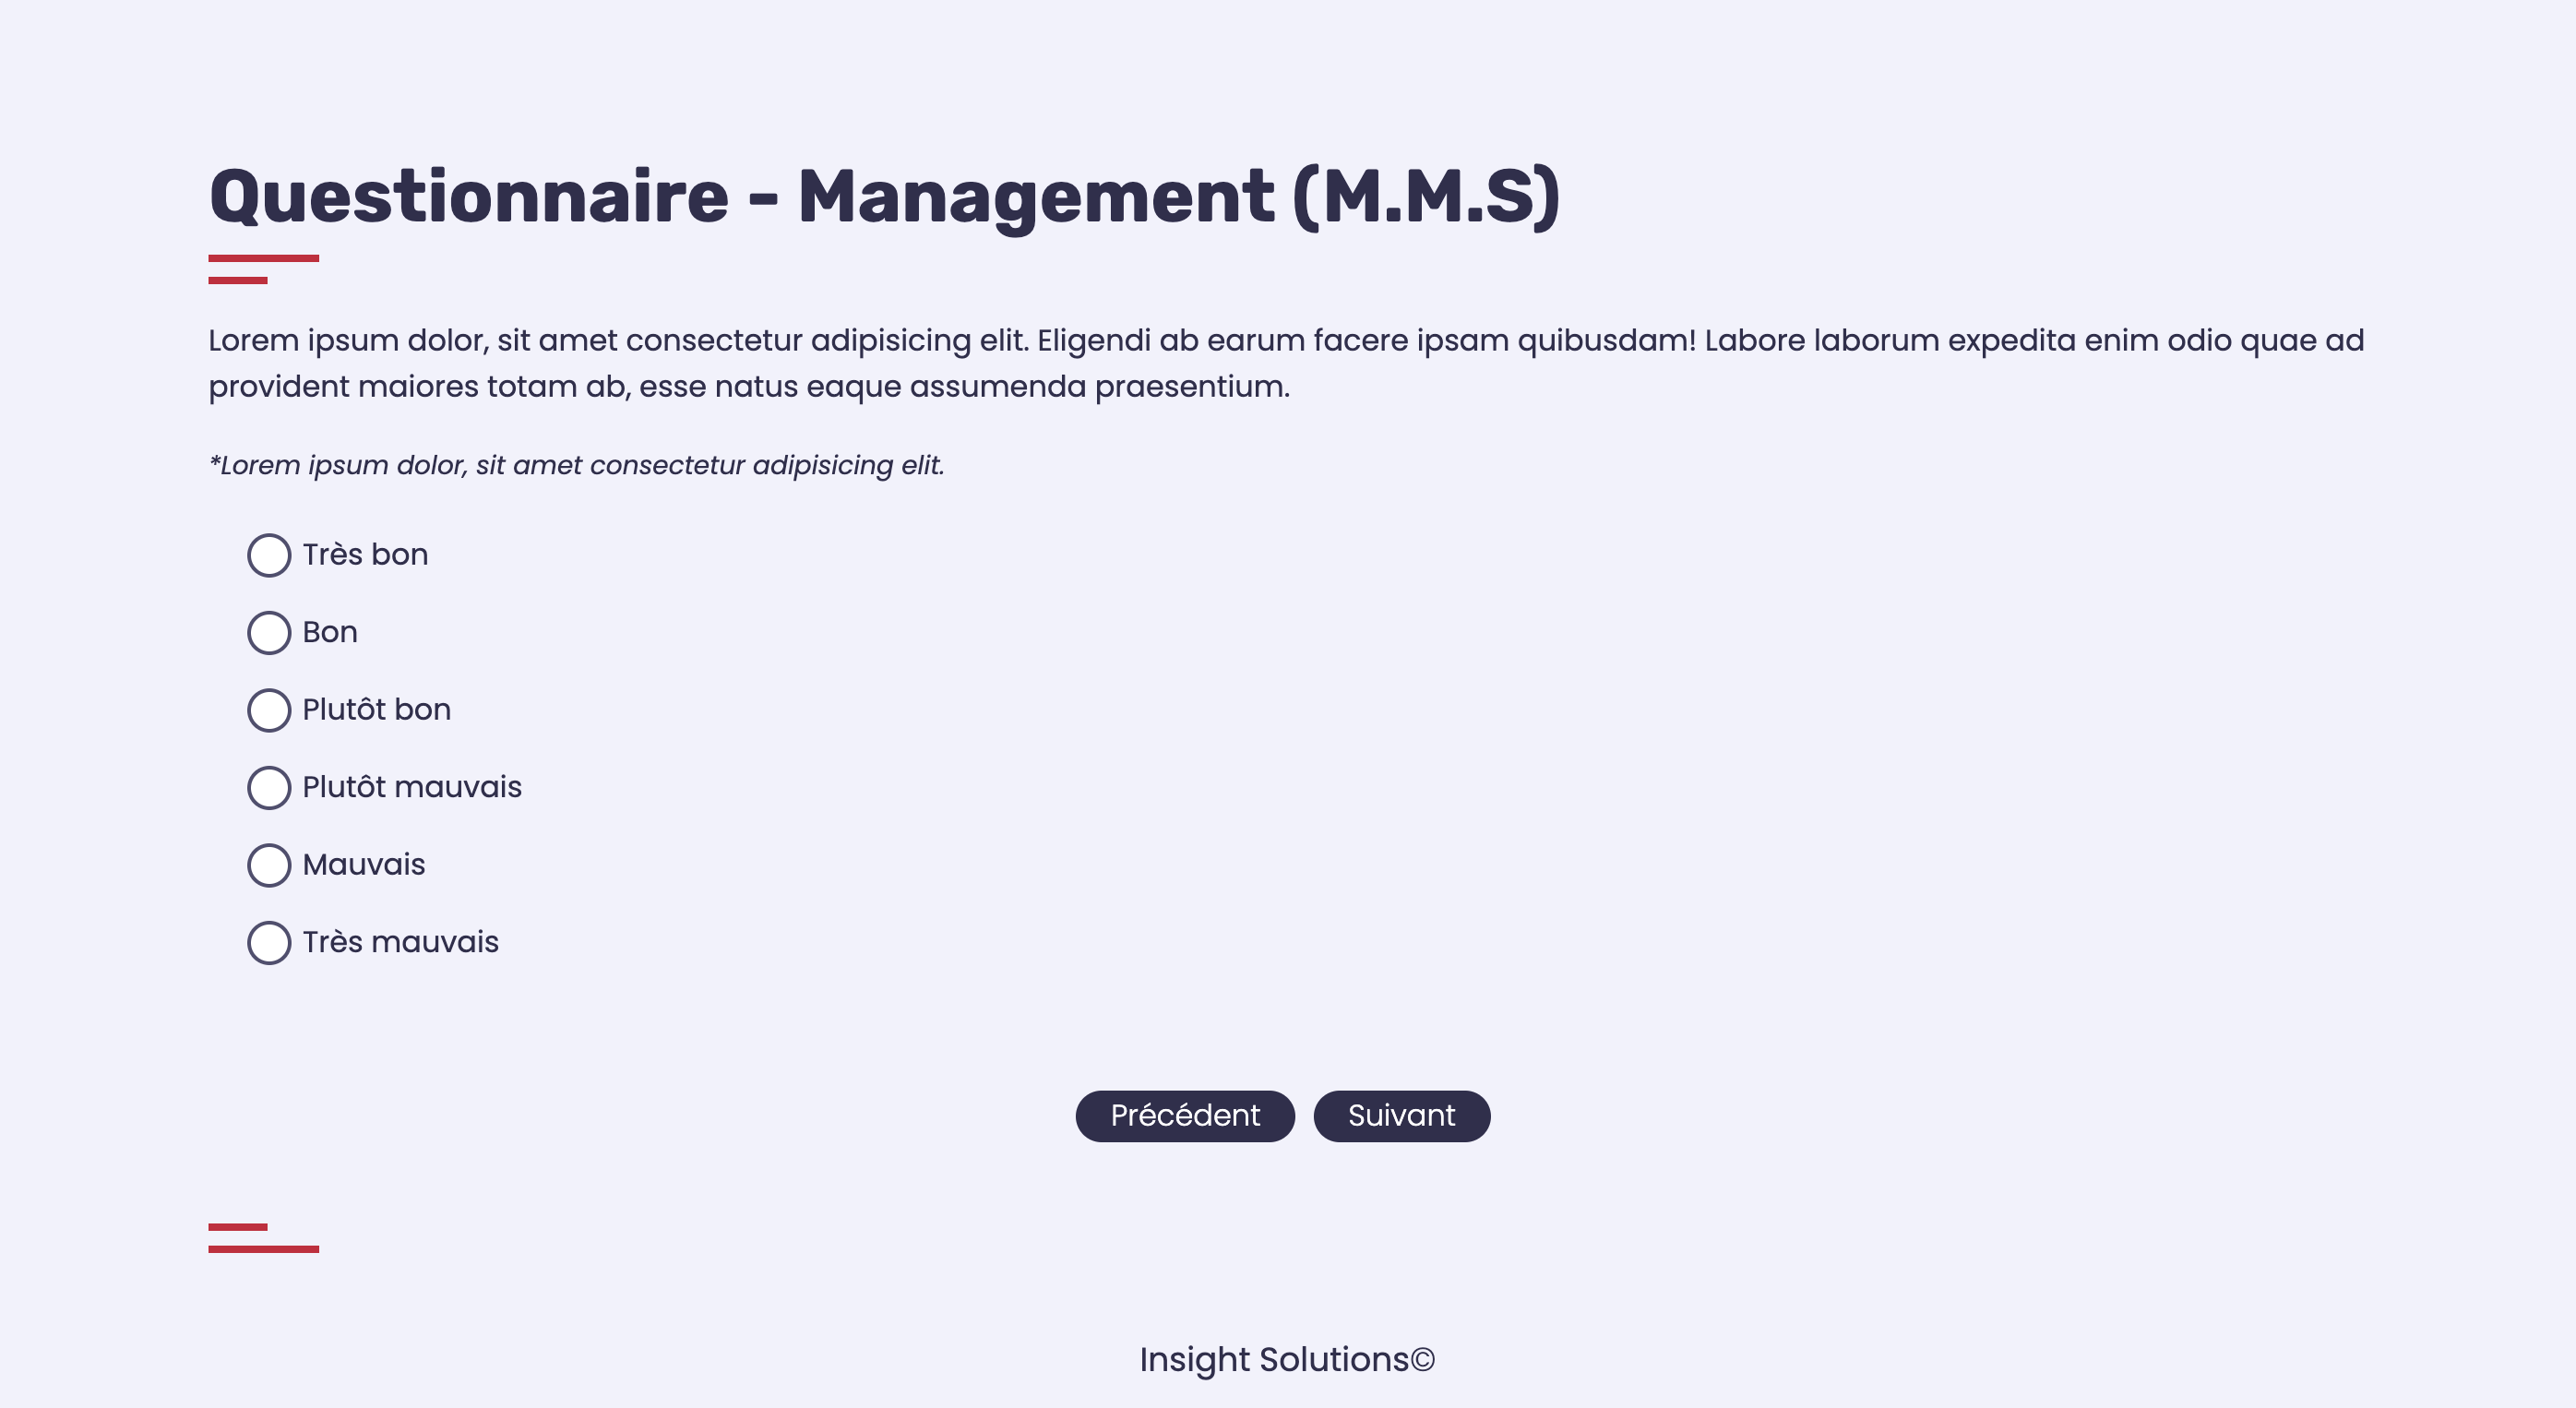 Questionnaire - Management (M.M.S)
Lorem ipsum dolor, sit amet consectetur adipisicing elit. Eligendi ab earum facere ipsam quibusdam! Labore laborum expedita enim odio quae ad
provident maiores totam ab, esse natus eaque assumenda praesentium.
*Lorem ipsum dolor, sit amet consectetur adipisicing elit.
Très bon
Bon
Plutôt bon
Plutôt mauvais
Mauvais
Très mauvais
Précédent Suivant
Insight Solutions©